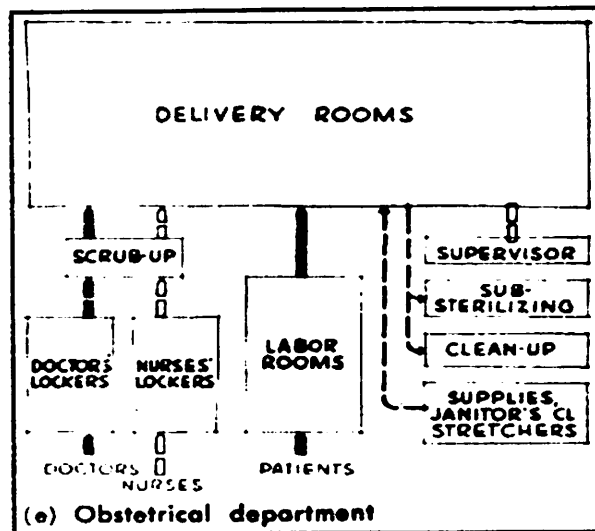 DELIVERY ROOMS
SCRUB-UP
SUPERVISOR
SUB-
STERILIZING
CLEAN-UP
SUPPLIES,
JANITOR'S CL
STRETCHERS
DOCTORS'
LOCKERS
NURSES'
LOCKERS
LABOR
ROOMS
DOCTORS
NURSES
PATIENTS
(e) Obstetrical department